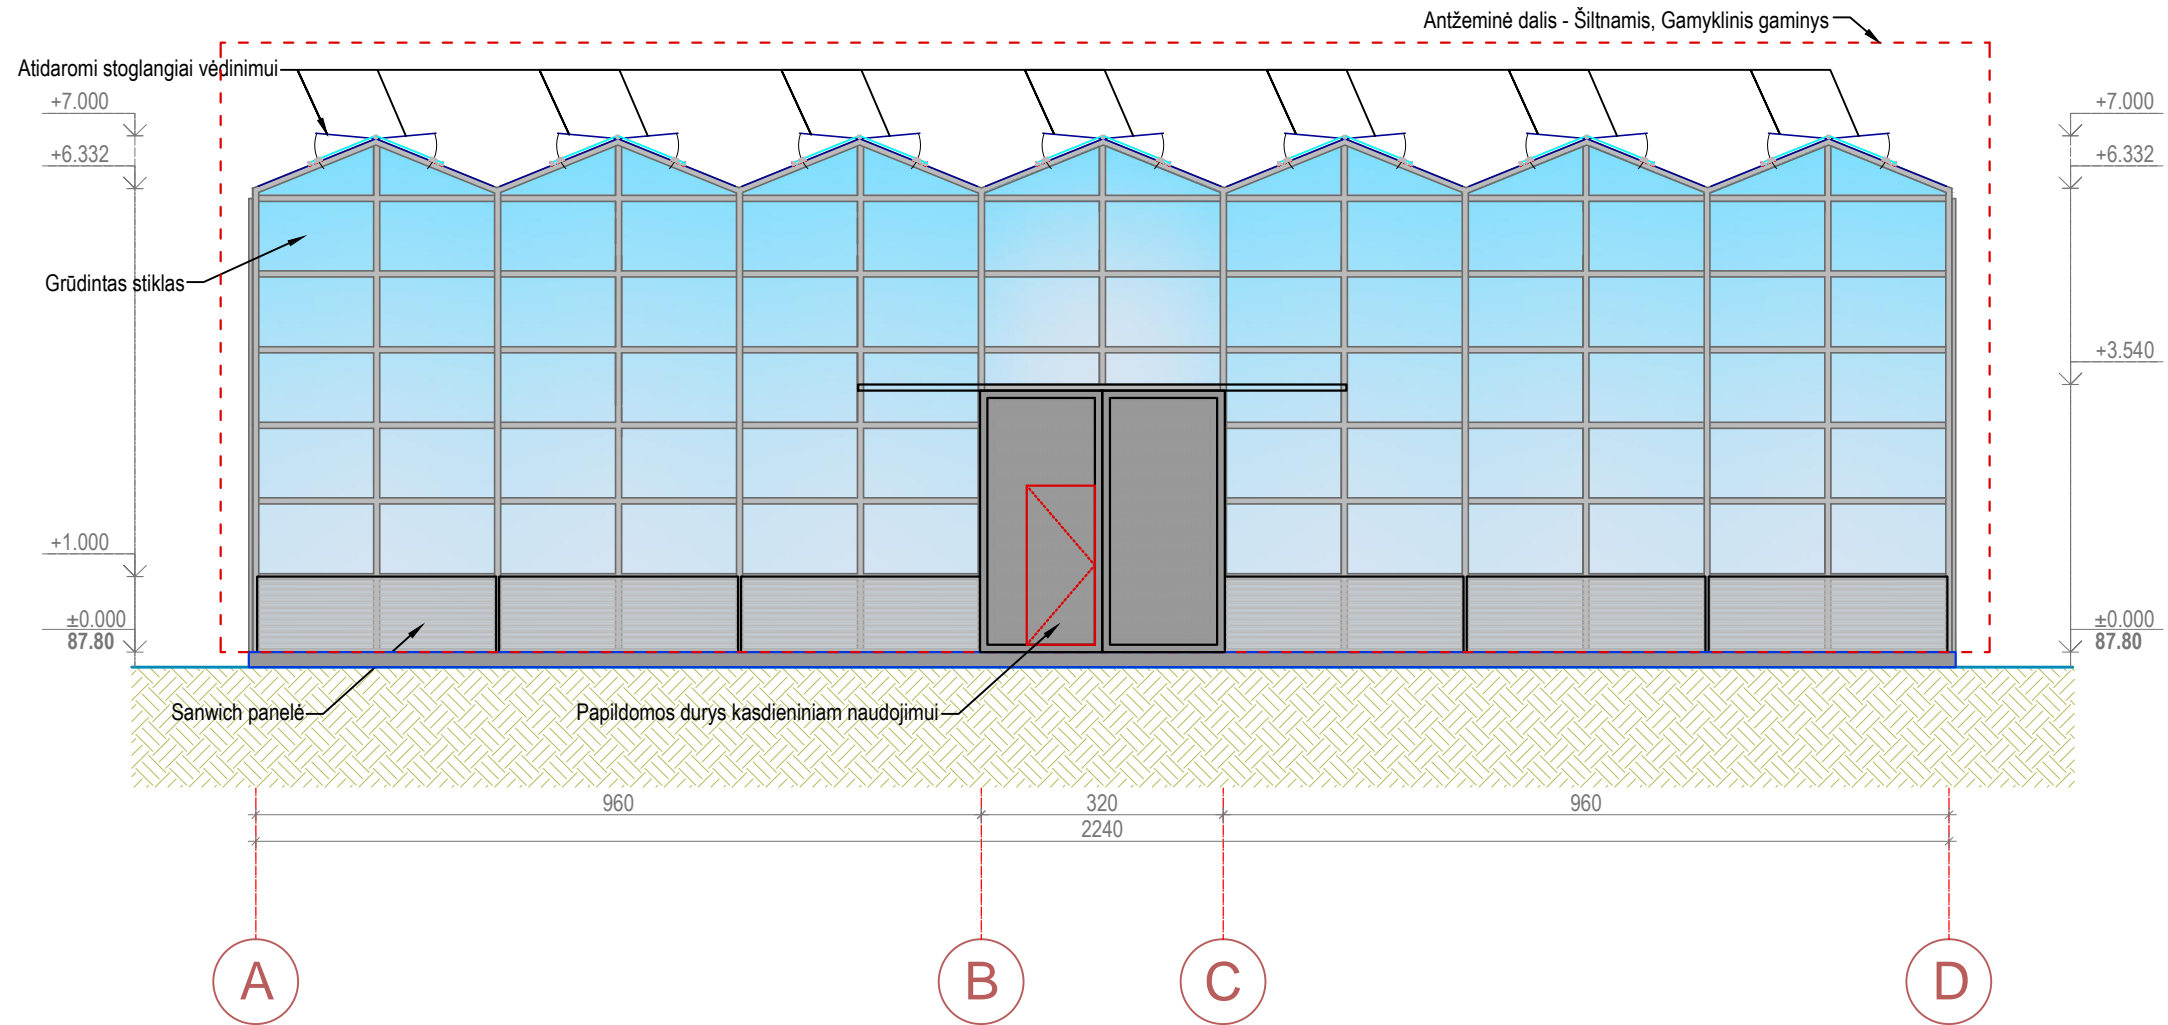 Antžeminė dalis - Šiltnamis, Gamyklinis gaminys
Atidaromi stoglangiai vėdinimui
+7.000
+7.000
+6.332
+6.332
Grūdintas stiklas
+3.540
+1.000
±0.000
87.80
±0.000
87.80
Sanwich panelė
Papildomos durys kasdieniniam naudojimui
960
320
960
2240
A
B
C
D